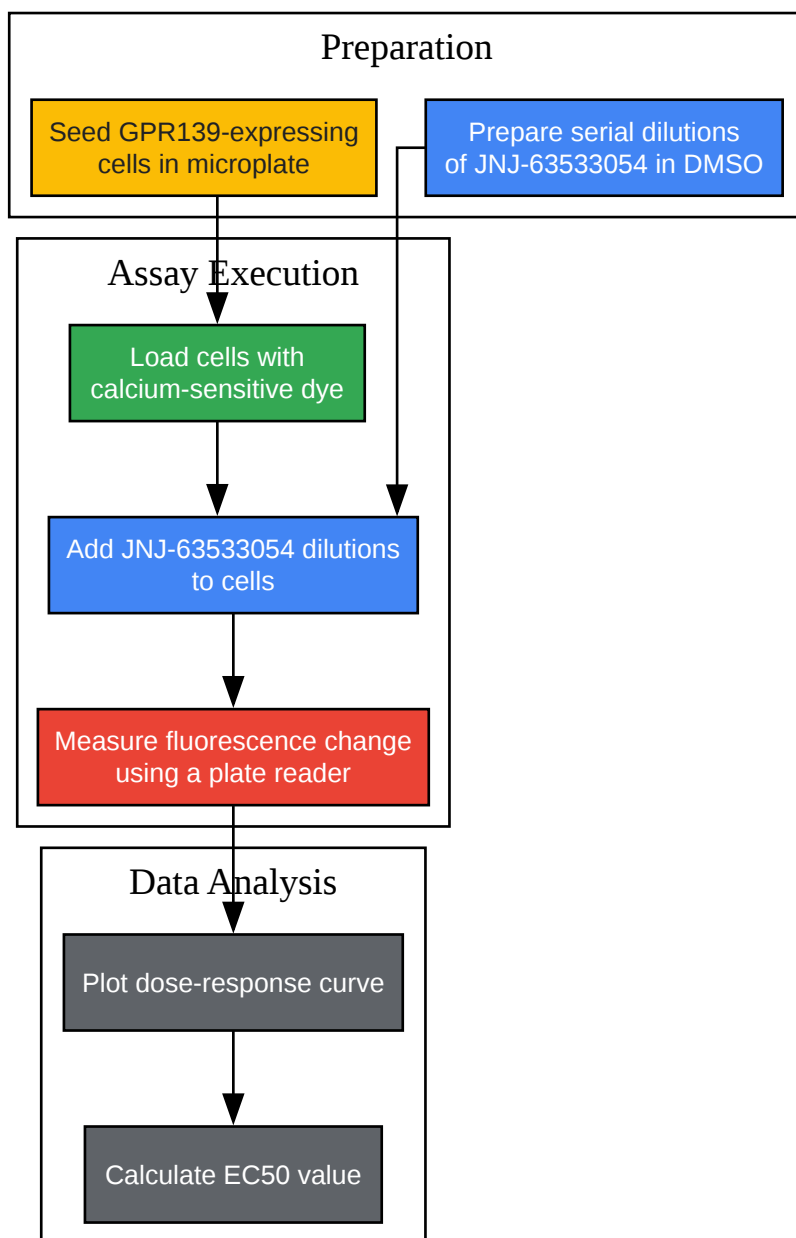 Preparation
Seed GPR139-expressing
cells in microplate
Prepare serial dilutions
of JNJ-63533054 in DMSO
Assay Execution
Load cells with
calcium-sensitive dye
Add JNJ-63533054 dilutions
to cells
Measure fluorescence change
using a plate reader
Data Analysis
Plot dose-response curve
Calculate EC50 value